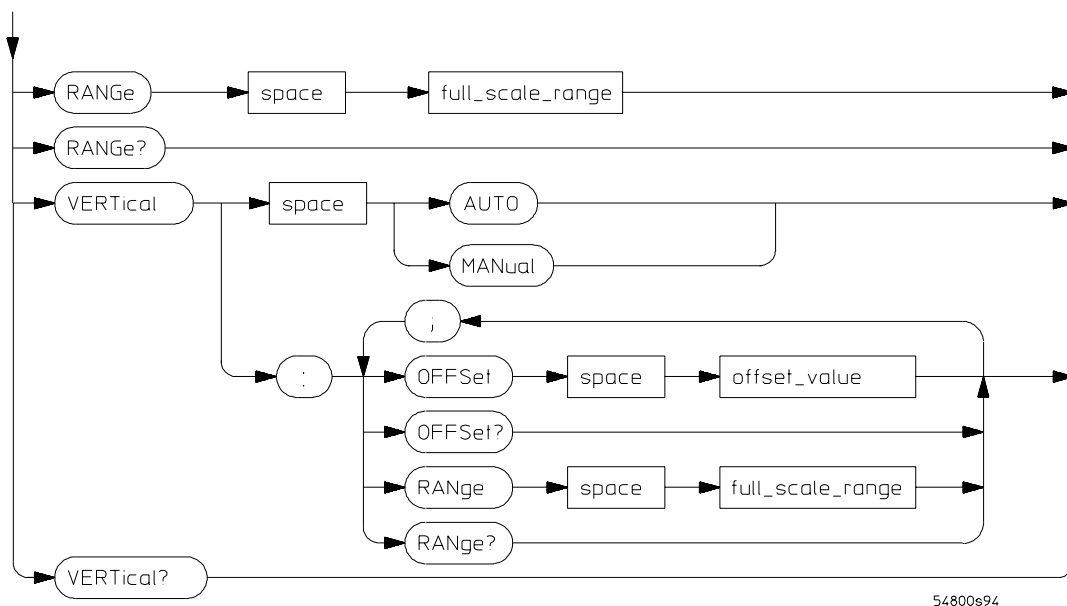 RANGe space full_scale_range
RANGe?
VERTical space AUTO
MANual
;
: OFFSet space offset_value
OFFSet?
RANge space full_scale_range
RANge?
VERTical?
54800s94